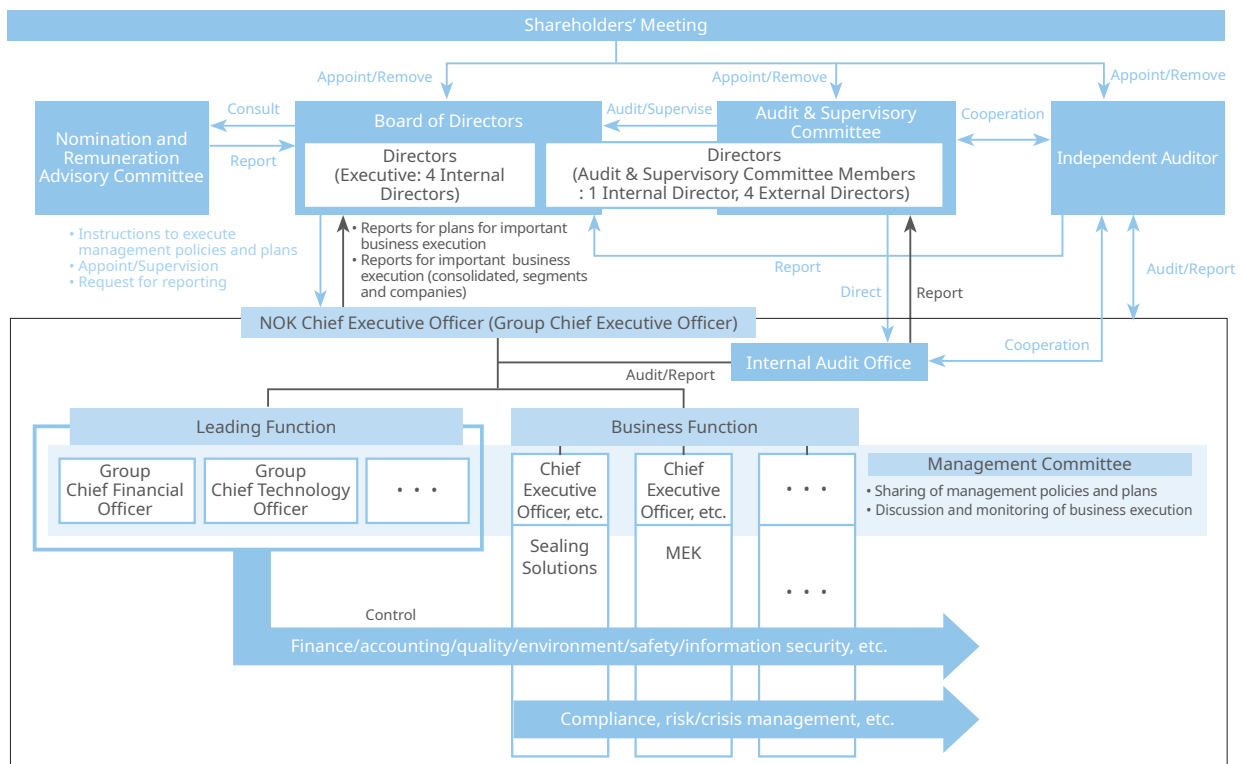 Shareholders’ Meeting
Appoint/Remove
Appoint/Remove
Appoint/Remove
Nomination and
Remuneration
Advisory Committee
Consult
Report
Board of Directors
Directors
(Executive: 4 Internal
Directors)
Audit/Supervise
Audit & Supervisory
Committee
Directors
(Audit & Supervisory Committee Members
: 1 Internal Director, 4 External Directors)
Cooperation
Independent Auditor
• Instructions to execute
management policies and plans
• Appoint/Supervision
• Request for reporting
• Reports for plans for important
business execution
• Reports for important business
execution (consolidated, segments
and companies)
Report
Direct
Report
Audit/Report
NOK Chief Executive Officer (Group Chief Executive Officer)
Cooperation
Internal Audit Office
Audit/Report
Leading Function
Group
Chief Financial
Officer
Group
Chief Technology
Officer
• • •
Business Function
Chief
Executive
Officer, etc.
Chief
Executive
Officer, etc.
• • •
Management Committee
• Sharing of management policies and plans
• Discussion and monitoring of business execution
Sealing
Solutions
MEK
• • •
Control
Finance/accounting/quality/environment/safety/information security, etc.
Compliance, risk/crisis management, etc.